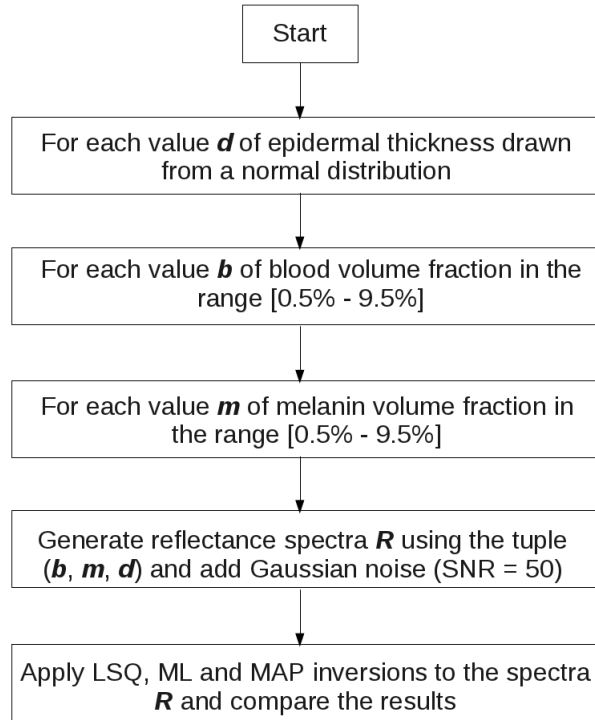 Start
For each value d of epidermal thickness drawn
from a normal distribution
For each value b of blood volume fraction in the
range [0.5% - 9.5%]
For each value m of melanin volume fraction in
the range [0.5% - 9.5%]
Generate reflectance spectra R using the tuple
(b, m, d) and add Gaussian noise (SNR = 50)
Apply LSQ, ML and MAP inversions to the spectra
R and compare the results